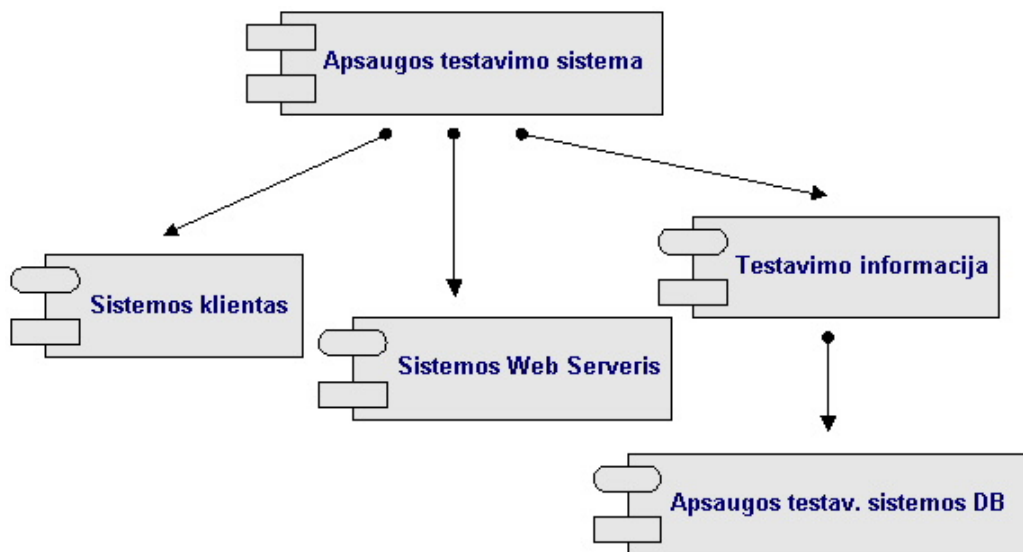 Apsaugos testavimo sistema
Testavimo informacija
Sistemos klientas
Sistemos Web Serveris
Apsaugos testav. sistemos DB